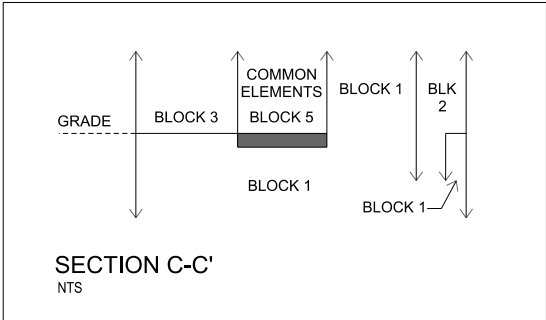 COMMON
ELEMENTS
BLOCK 1
BLK
2
GRADE
BLOCK 3
BLOCK 5
BLOCK 1
BLOCK 1
SECTION C-C'
NTS